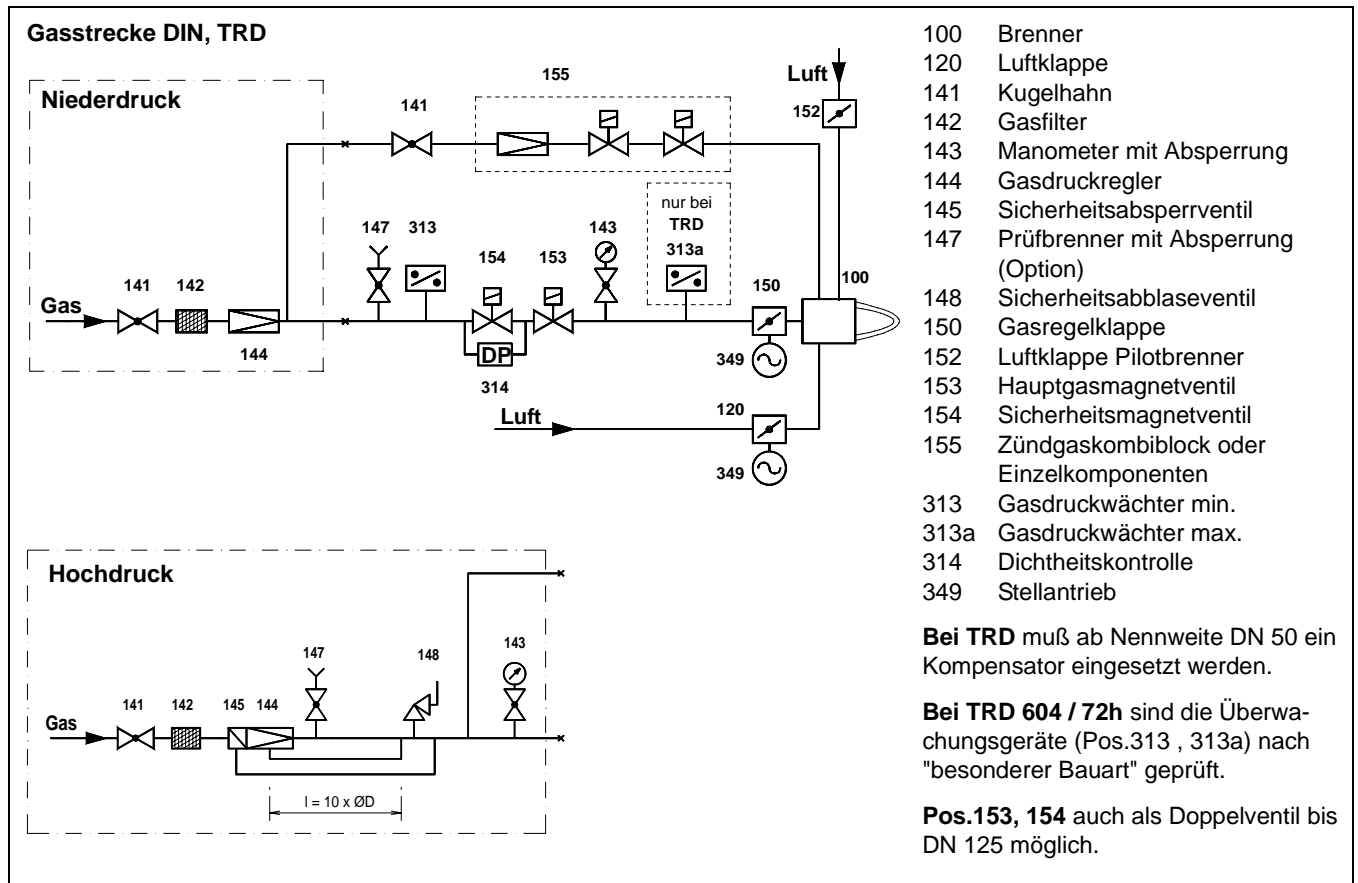 Gasstrecke DIN, TRD
Niederdruck
155
Luft
152
141
nur bei
TRD
313a
147
313
154
153
143
150
100
Gas
141
142
144
DP
314
349
Luft
120
349
Hochdruck
147
148
143
Gas
141
142
145
144
l = 10 x ØD
100 Brenner
120 Luftklappe
141 Kugelhahn
142 Gasfilter
143 Manometer mit Absperrung
144 Gasdruckregler
145 Sicherheitsabsperrventil
147 Prüfbrenner mit Absperrung
(Option)
148 Sicherheitsabblaseventil
150 Gasregelklappe
152 Luftklappe Pilotbrenner
153 Hauptgasmagnetventil
154 Sicherheitsmagnetventil
155 Zündgaskombiblock oder
Einzelkomponenten
313 Gasdruckwächter min.
313a Gasdruckwächter max.
314 Dichtheitskontrolle
349 Stellantrieb
Bei TRD muß ab Nennweite DN 50 ein
Kompensator eingesetzt werden.
Bei TRD 604 / 72h sind die Überwa-
chungsgeräte (Pos.313 , 313a) nach
"besonderer Bauart" geprüft.
Pos.153, 154 auch als Doppelventil bis
DN 125 möglich.